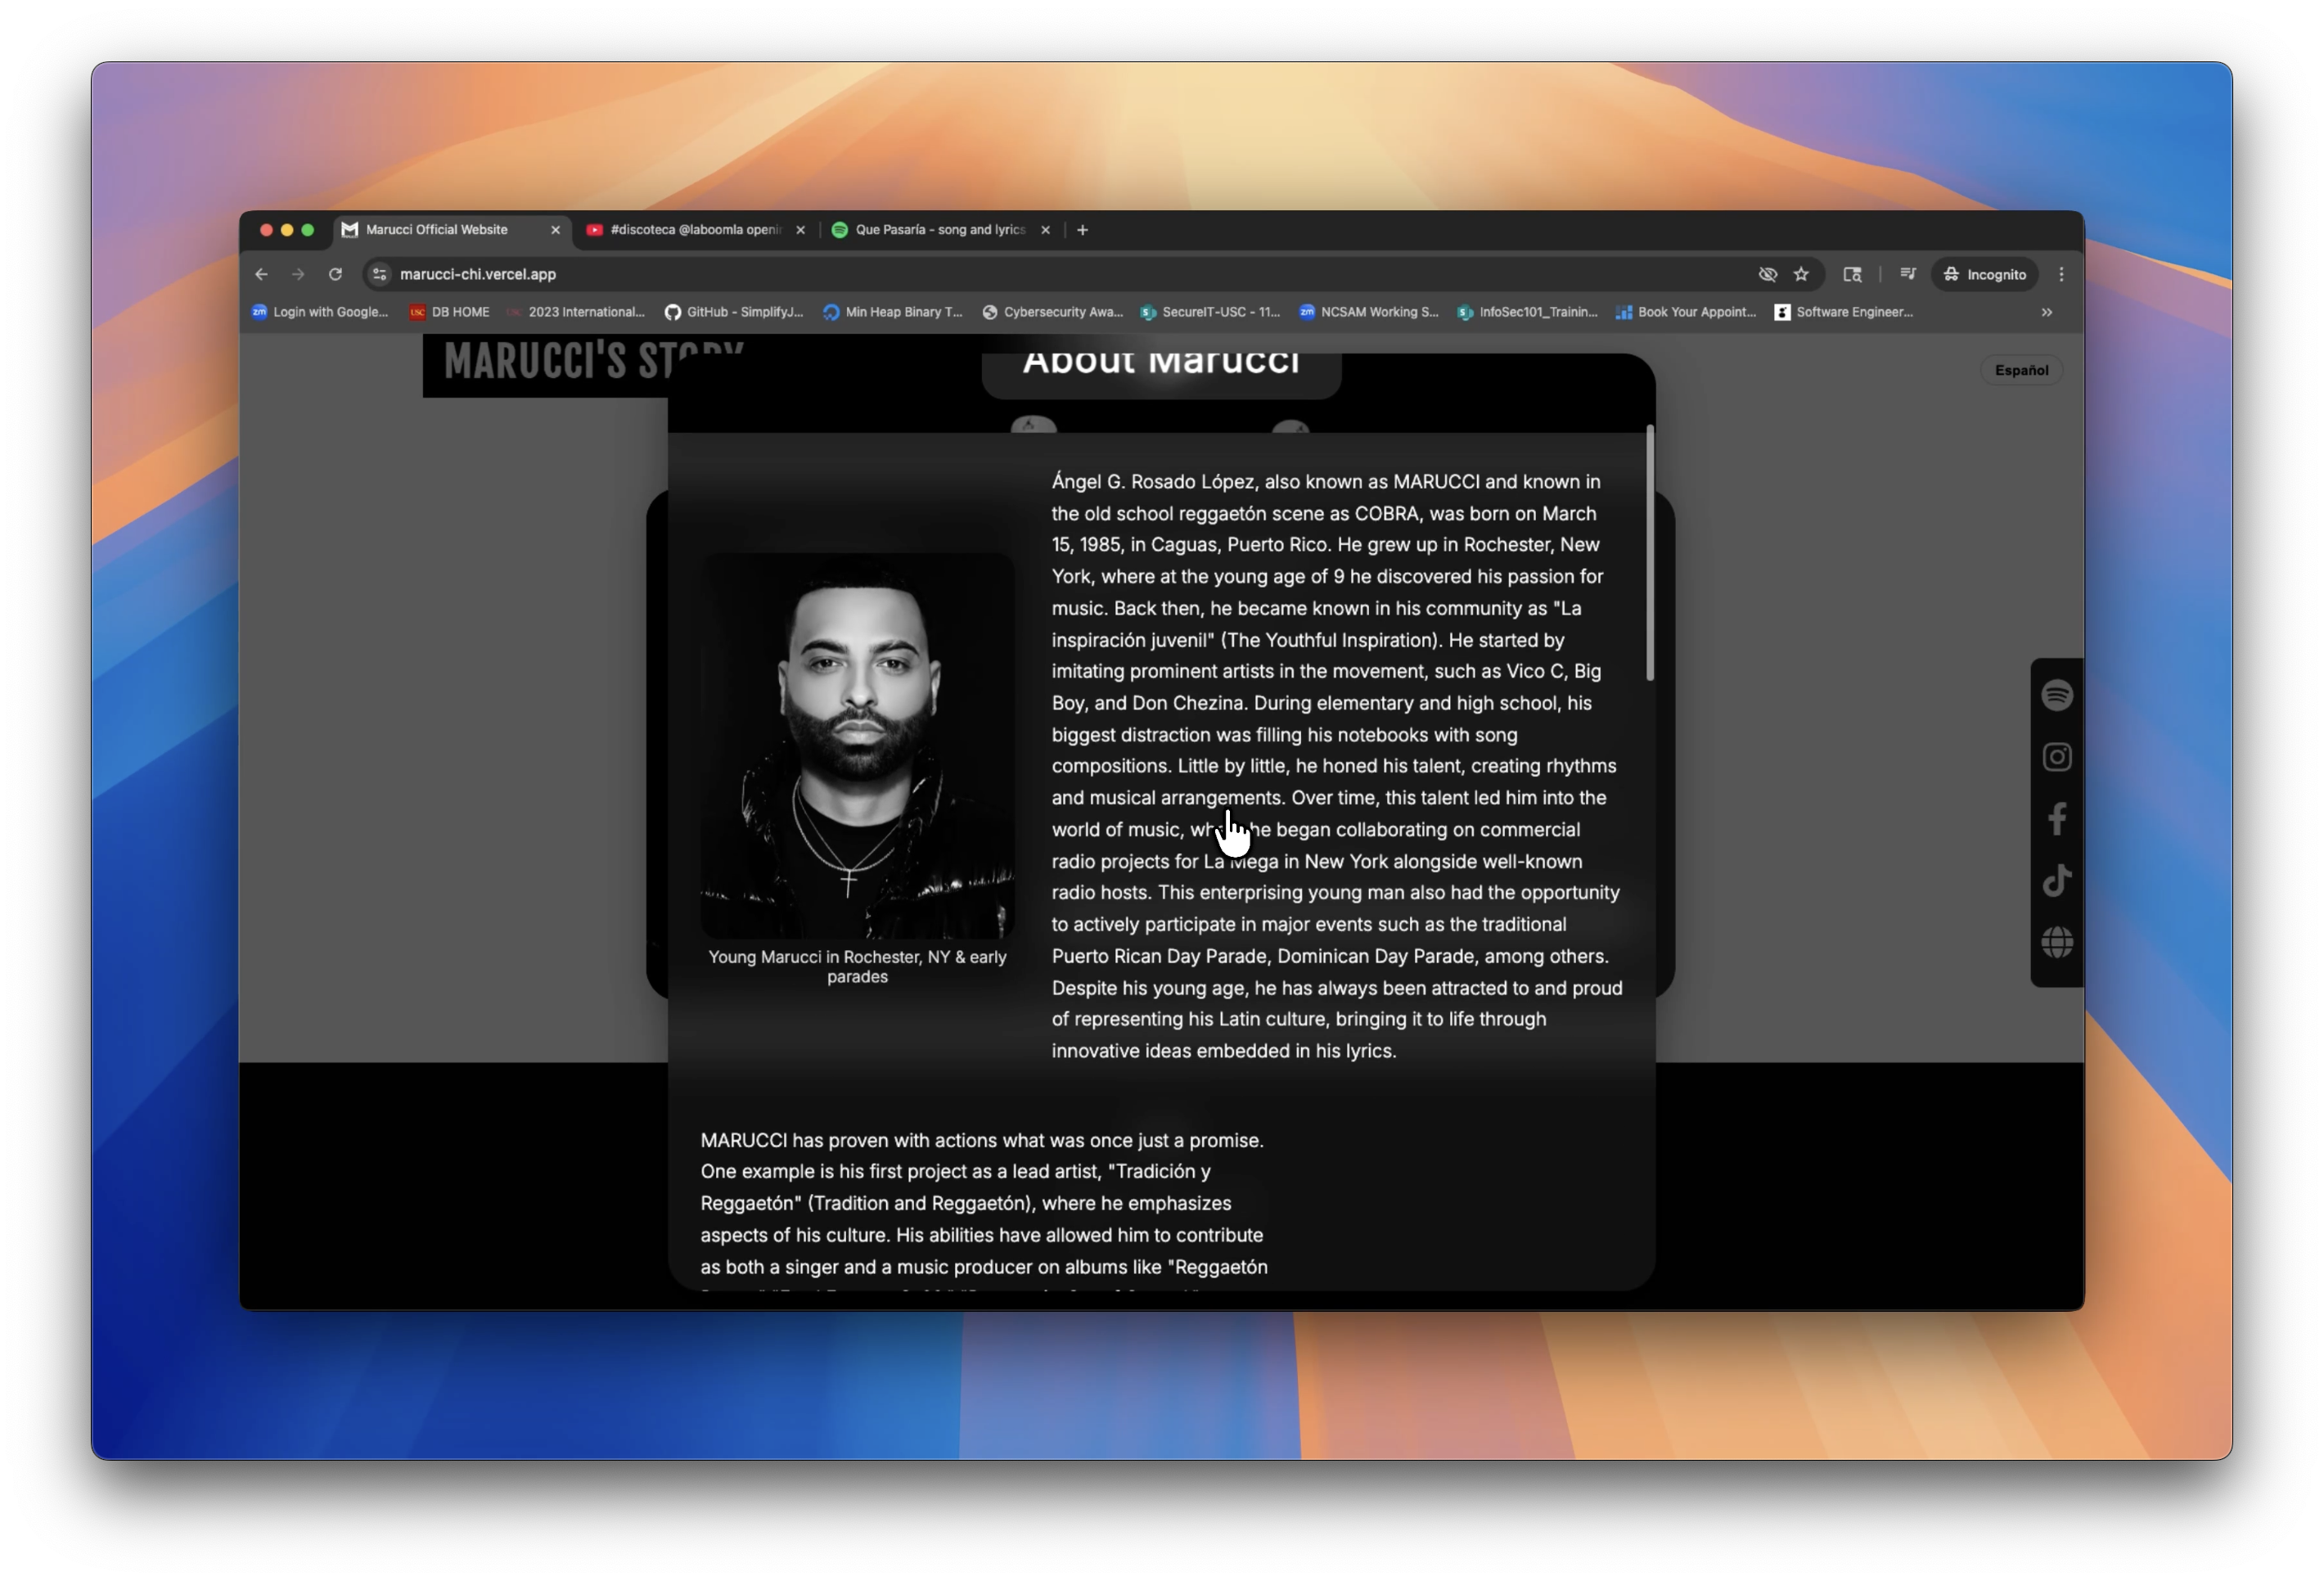 Marucci Official Website
#discoteca @laboomla openi
Que Pasaría - song and lyrics
marucci-chi.vercel.app
Incognito
Login with Google...
DB HOME
2023 International...
GitHub - SimplifyJ...
Min Heap Binary T...
Cybersecurity Awa...
SecureIT-USC - 11...
NCSAM Working S...
InfoSec101_Trainin...
Book Your Appoint...
Software Engineer...
MARUCCI'S STORY
About Marucci
Español
Ángel G. Rosado López, also known as MARUCCI and known in
the old school reggaetón scene as COBRA, was born on March
15, 1985, in Caguas, Puerto Rico. He grew up in Rochester, New
York, where at the young age of 9 he discovered his passion for
music. Back then, he became known in his community as "La
inspiración juvenil" (The Youthful Inspiration). He started by
imitating prominent artists in the movement, such as Vico C, Big
Boy, and Don Chezina. During elementary and high school, his
biggest distraction was filling his notebooks with song
compositions. Little by little, he honed his talent, creating rhythms
and musical arrangements. Over time, this talent led him into the
world of music, he began collaborating on commercial
radio projects for La Mega in New York alongside well-known
radio hosts. This enterprising young man also had the opportunity
to actively participate in major events such as the traditional
Puerto Rican Day Parade, Dominican Day Parade, among others.
Despite his young age, he has always been attracted to and proud
of representing his Latin culture, bringing it to life through
innovative ideas embedded in his lyrics.
Young Marucci in Rochester, NY & early
parades
MARUCCI has proven with actions what was once just a promise.
One example is his first project as a lead artist, "Tradición y
Reggaetón" (Tradition and Reggaetón), where he emphasizes
aspects of his culture. His abilities have allowed him to contribute
as both a singer and a music producer on albums like "Reggaetón